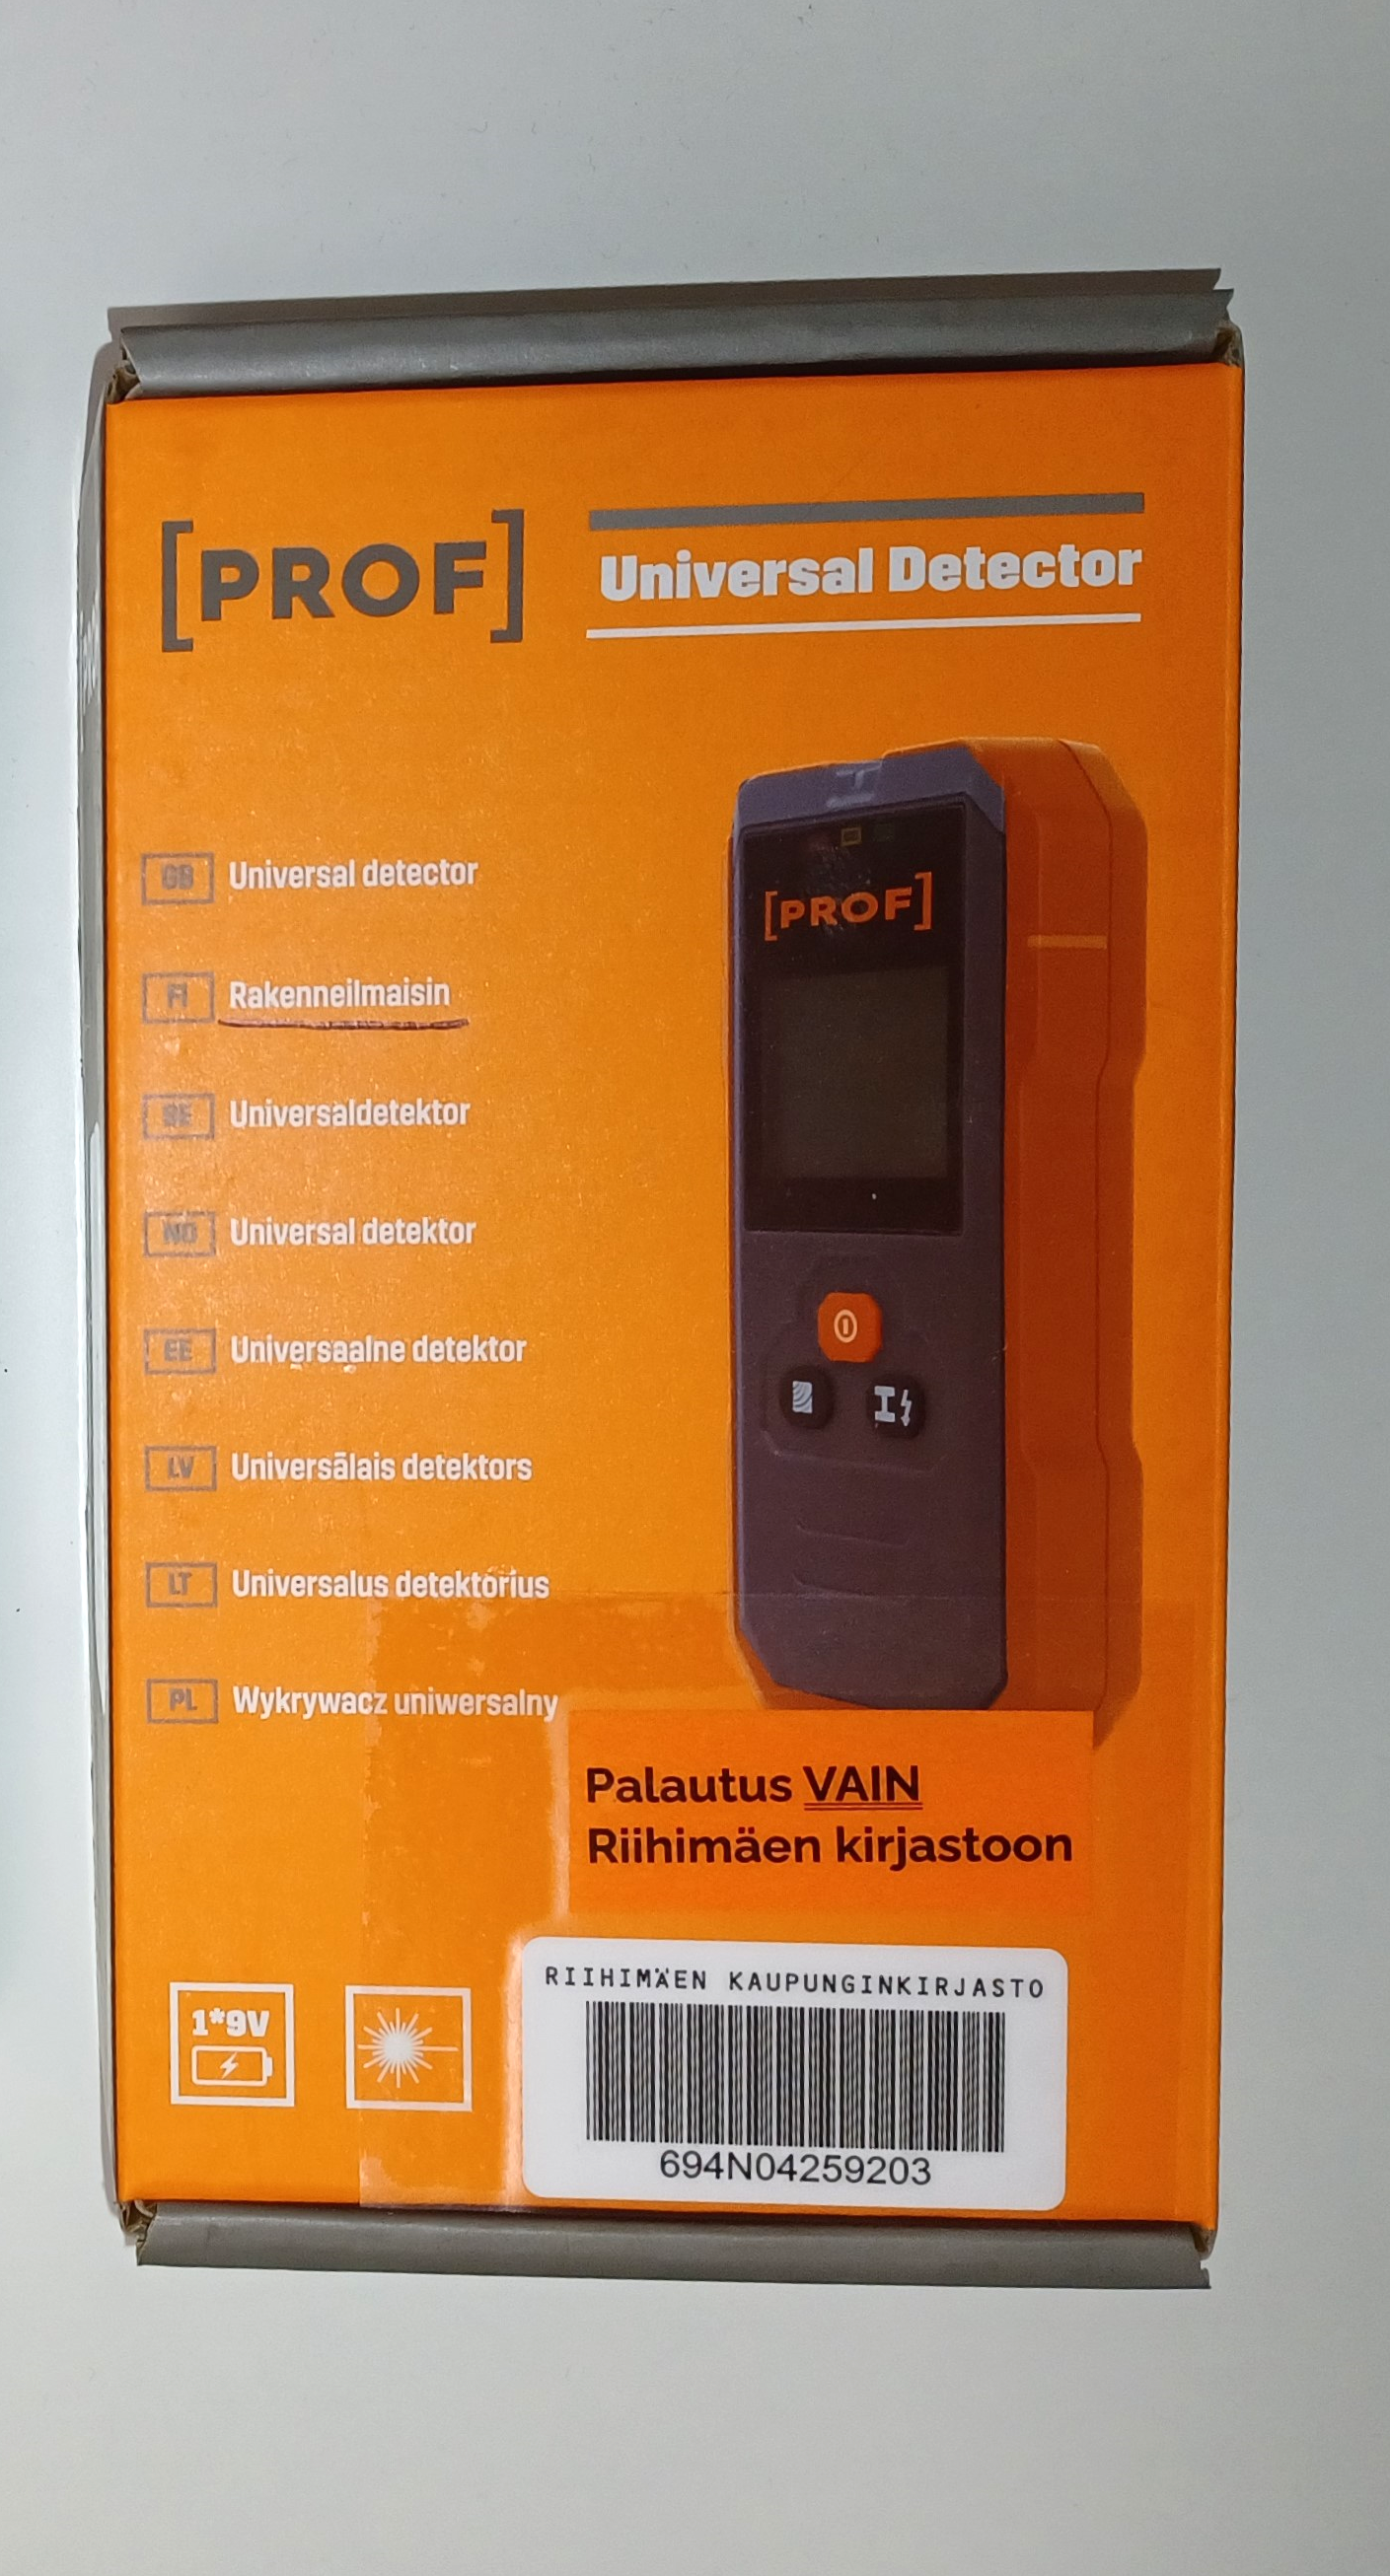 [PROF]
Universal Detector
GB Universal detector
FI Rakenneilmaisin
SE Universaldetektor
NO Universal detektor
EE Universaalne detektor
LV Universālais detektors
LT Universalus detektorius
PL Wykrywacz uniwersalny
[PROF]
Palautus VAIN
Riihimäen kirjastoon
1*9V
RIIHIMÄEN KAUPUNGINKIRJASTO
694N04259203